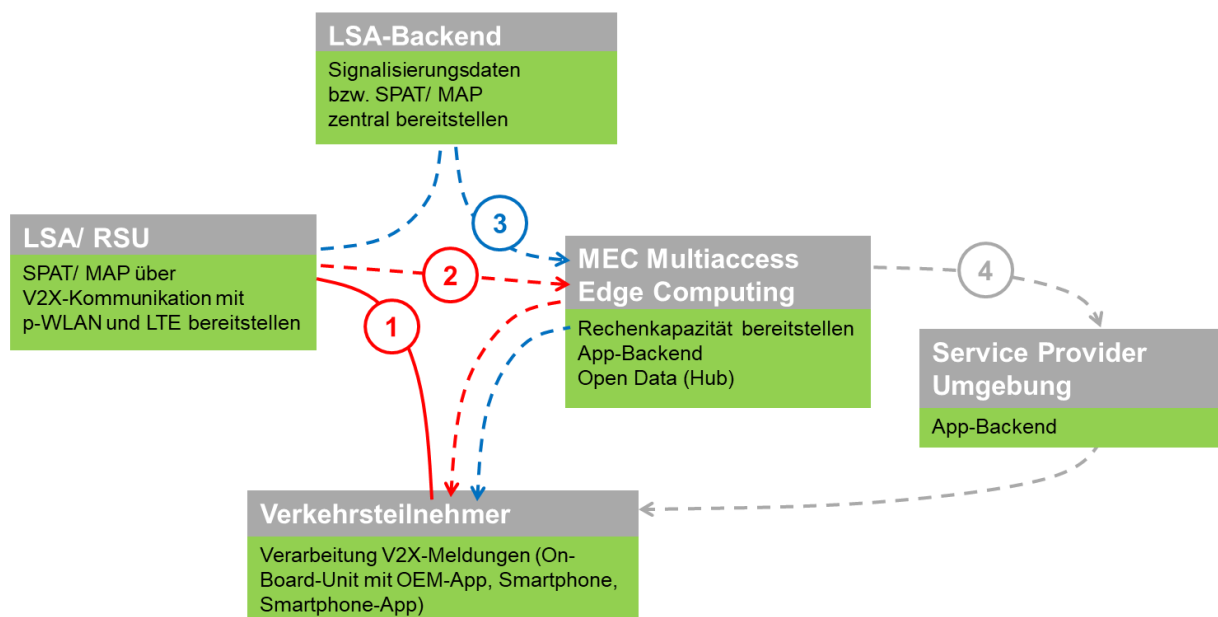 LSA-Backend
Signalisierungsdaten
bzw. SPAT/ MAP
zentral bereitstellen
LSA/ RSU
SPAT/ MAP über
V2X-Kommunikation mit
p-WLAN und LTE bereitstellen
3
2
1
MEC Multiaccess
Edge Computing
Rechenkapazität bereitstellen
App-Backend
Open Data (Hub)
4
Service Provider
Umgebung
App-Backend
Verkehrsteilnehmer
Verarbeitung V2X-Meldungen (On-
Board-Unit mit OEM-App, Smartphone,
Smartphone-App)